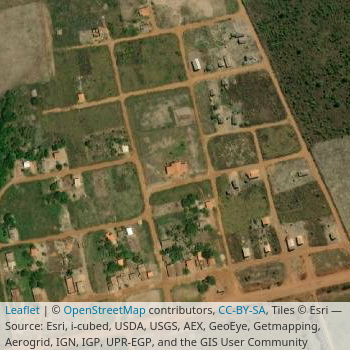 Leaflet | © OpenStreetMap contributors, CC-BY-SA, Tiles © Esri —
Source: Esri, i-cubed, USDA, USGS, AEX, GeoEye, Getmapping,
Aerogrid, IGN, IGP, UPR-EGP, and the GIS User Community